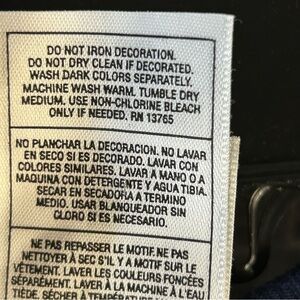 DO NOT IRON DECORATION.
DO NOT DRY CLEAN IF DECORATED.
WASH DARK COLORS SEPARATELY.
MACHINE WASH WARM. TUMBLE DRY
MEDIUM. USE NON-CHLORINE BLEACH
ONLY IF NEEDED. RN 13765
NO PLANCHAR LA DECORACION. NO LAVAR
EN SECO SI ES DECORADO. LAVAR CON
COLORES SIMILARES. LAVAR A MANO O A
MAQUINA CON DETERGENTE Y AGUA TIBIA.
SECAR EN SECADORA A TERMINO
MEDIO. USAR BLANQUEADOR SIN
CLORO SI ES NECESARIO.
NE PAS REPASSER LE MOTIF. NE PAS
NETTOYER À SEC S'IL Y A MOTIF SUR LE
VÊTEMENT. LAVER LES COULEURS FONCÉES
SÉPARÉMENT. LAVER À LA MACHINE À L'EAU
TIÈDE. SÉCHER À TEMPÉRATURE